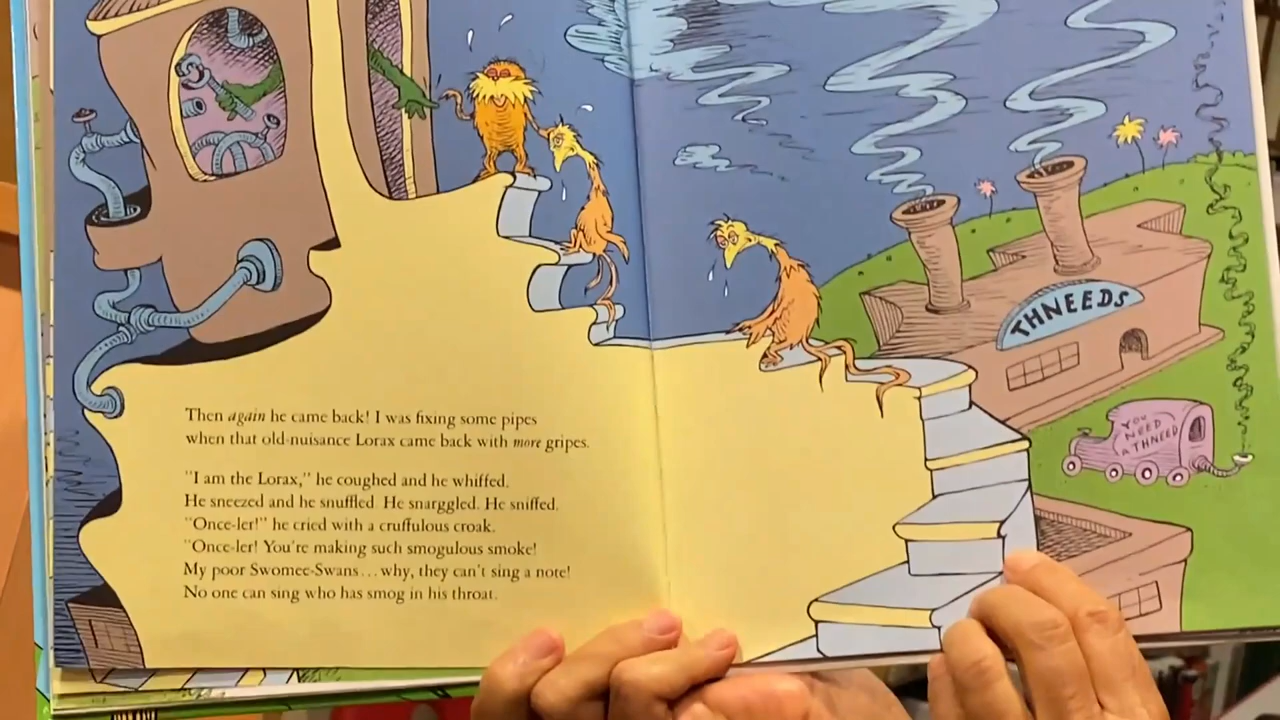 THNEEDS
YOU
NEED
A THNEED
Then again he came back! I was fixing some pipes
when that old-nuisance Lorax came back with more gripes.
"I am the Lorax," he coughed and he whiffed.
He sneezed and he snuffled. He snarggled. He sniffed.
"Once-ler!" he cried with a cruffulous croak.
"Once-ler! You're making such smogulous smoke!
My poor Swomee-Swans...why, they can't sing a note!
No one can sing who has smog in his throat.